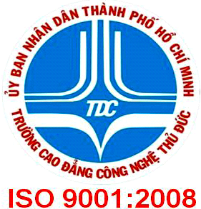 ỦY BAN NHÂN DÂN THÀNH PHỐ HỒ CHÍ MINH
TDC
TRƯỜNG CAO ĐẲNG CÔNG NGHỆ THỦ ĐỨC
ISO 9001:2008